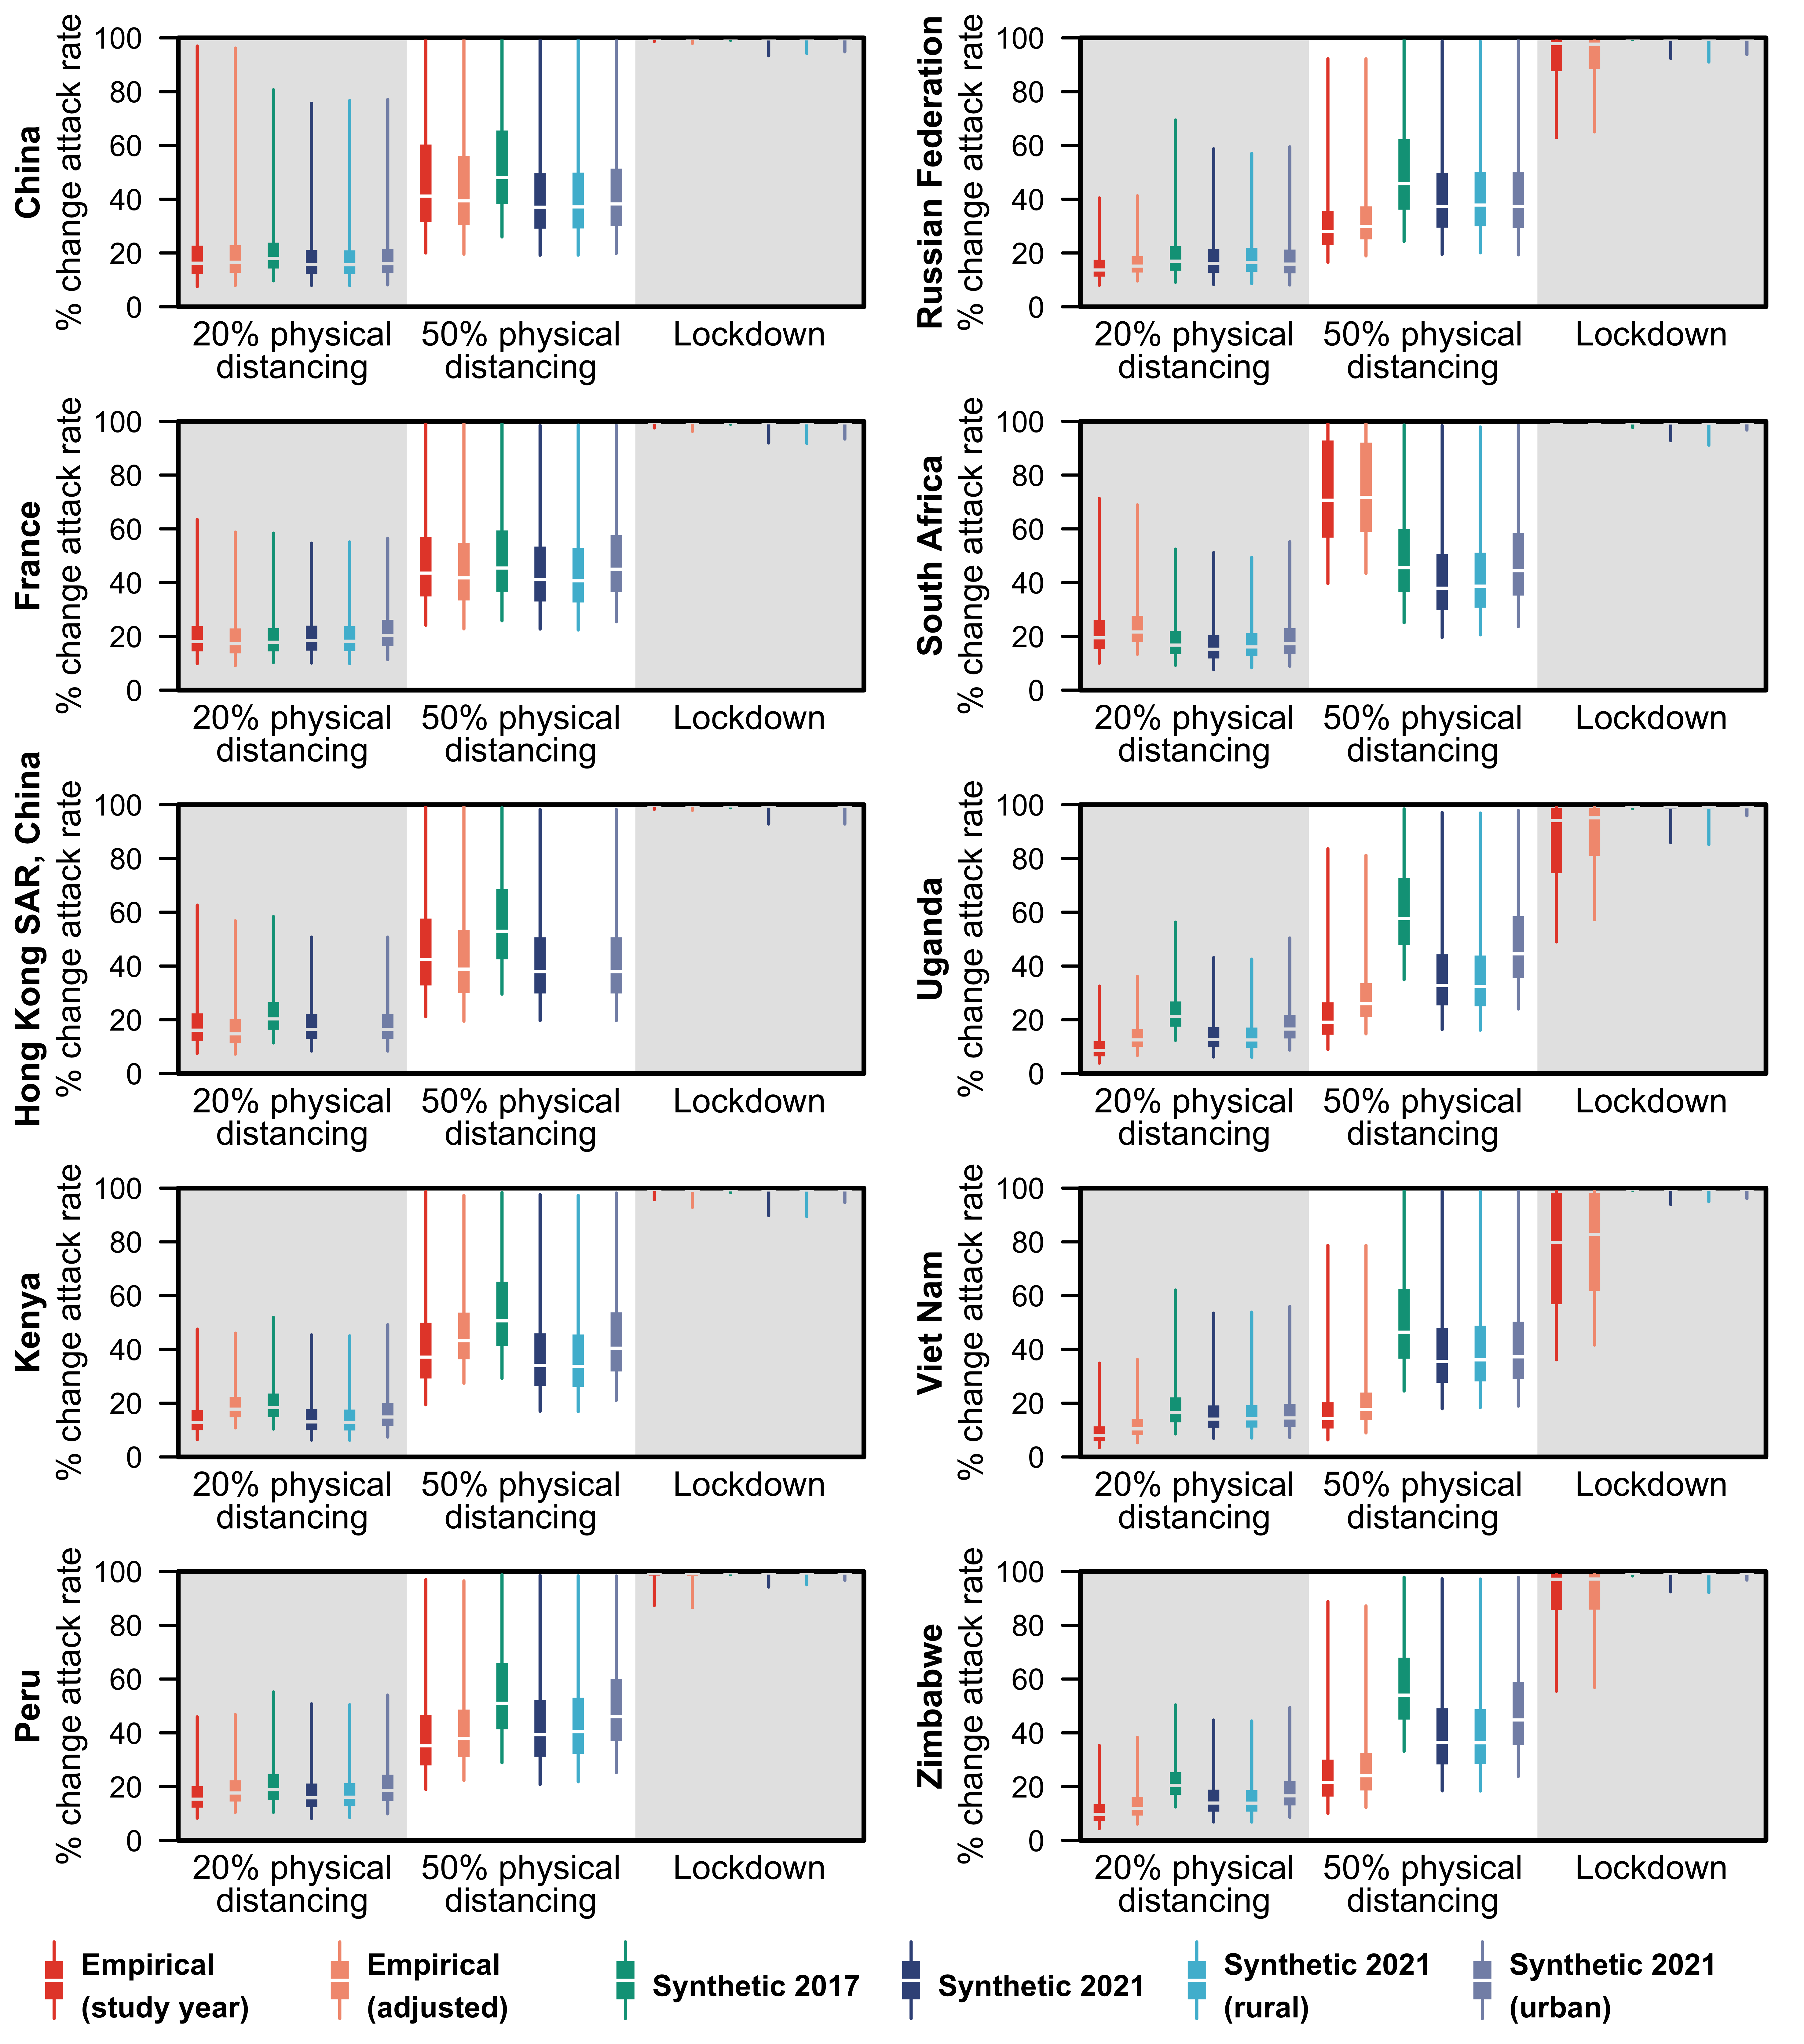 China
% change attack rate
100
80
60
40
20
0
20% physical
distancing
50% physical
distancing
Lockdown
Russian Federation
% change attack rate
100
80
60
40
20
0
20% physical
distancing
50% physical
distancing
Lockdown
France
% change attack rate
100
80
60
40
20
0
20% physical
distancing
50% physical
distancing
Lockdown
South Africa
% change attack rate
100
80
60
40
20
0
20% physical
distancing
50% physical
distancing
Lockdown
Hong Kong SAR, China
% change attack rate
100
80
60
40
20
0
20% physical
distancing
50% physical
distancing
Lockdown
Uganda
% change attack rate
100
80
60
40
20
0
20% physical
distancing
50% physical
distancing
Lockdown
Kenya
% change attack rate
100
80
60
40
20
0
20% physical
distancing
50% physical
distancing
Lockdown
Viet Nam
% change attack rate
100
80
60
40
20
0
20% physical
distancing
50% physical
distancing
Lockdown
Peru
% change attack rate
100
80
60
40
20
0
20% physical
distancing
50% physical
distancing
Lockdown
Zimbabwe
% change attack rate
100
80
60
40
20
0
20% physical
distancing
50% physical
distancing
Lockdown
Empirical
(study year)
Empirical
(adjusted)
Synthetic 2017
Synthetic 2021
Synthetic 2021
(rural)
Synthetic 2021
(urban)